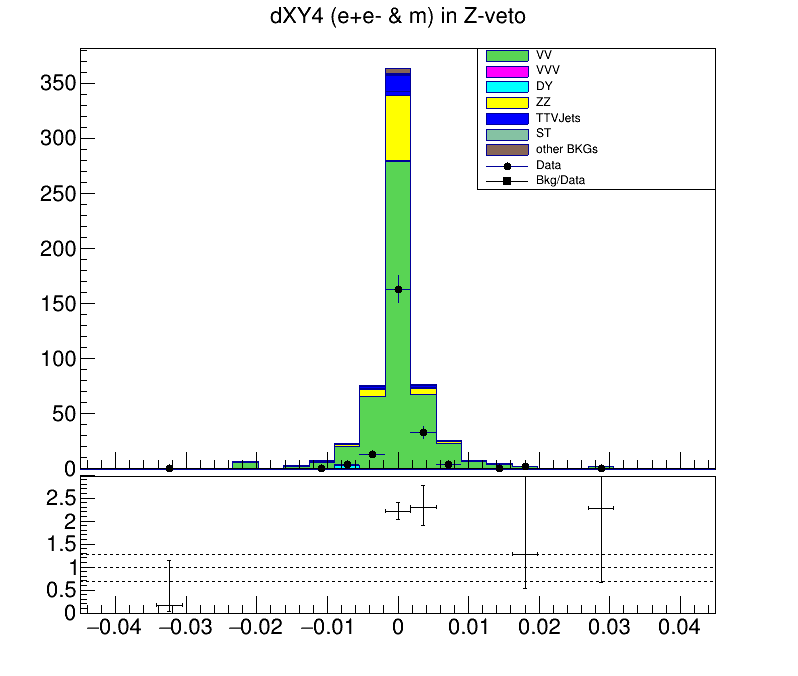 dXY4 (e+e- & m) in Z-veto
VV
VVV
DY
ZZ
TTVJets
ST
other BKGs
Data
Bkg/Data
350
300
250
200
150
100
50
0
2.5
2
1.5
1
0.5
0
−0.04 −0.03 −0.02 −0.01 0 0.01 0.02 0.03 0.04